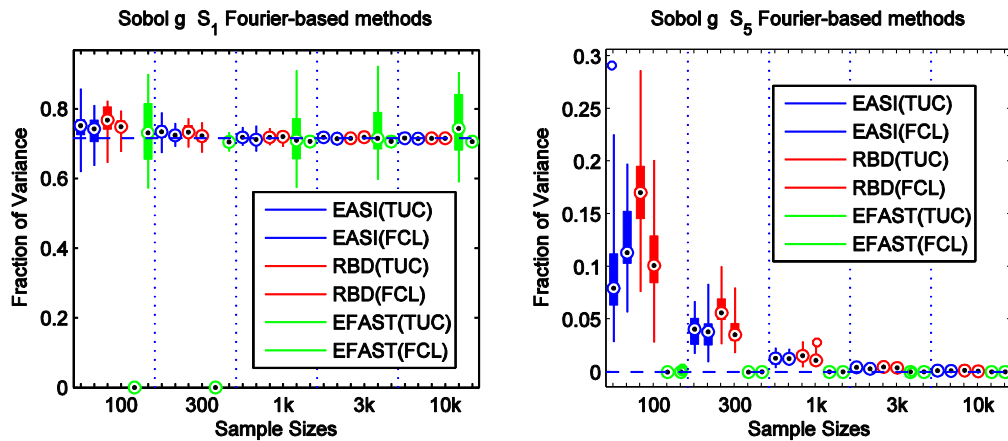 Sobol g S1 Fourier-based methods
Fraction of Variance
0.8
0.6
0.4
0.2
0
EASI(TUC)
EASI(FCL)
RBD(TUC)
RBD(FCL)
EFAST(TUC)
EFAST(FCL)
100 300 1k 3k 10k
Sample Sizes
Sobol g S5 Fourier-based methods
Fraction of Variance
0.3
0.25
0.2
0.15
0.1
0.05
0
EASI(TUC)
EASI(FCL)
RBD(TUC)
RBD(FCL)
EFAST(TUC)
EFAST(FCL)
100 300 1k 3k 10k
Sample Sizes